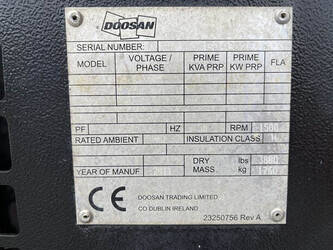 DOOSAN
SERIAL NUMBER:
MODEL VOLTAGE / PHASE PRIME KVA PRP PRIME KW PRP FLA
PF HZ RPM
RATED AMBIENT INSULATION CLASS
DRY MASS lbs
YEAR OF MANUF kg
CE
DOOSAN TRADING LIMITED
CO DUBLIN IRELAND
23250756 Rev A